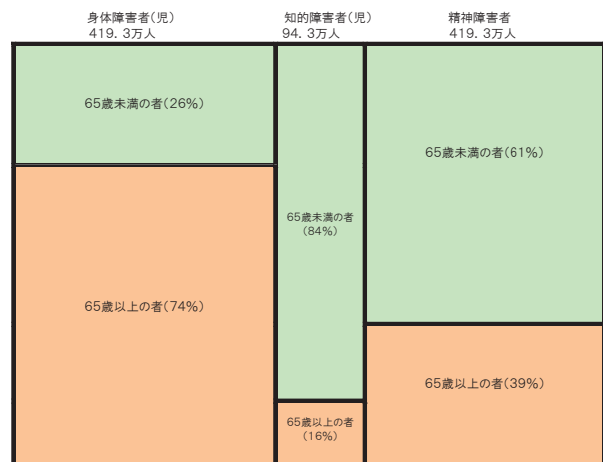 身体障害者(児)
419.3万人
知的障害者(児)
94.3万人
精神障害者
419.3万人
65歳未満の者(26%)
65歳以上の者(74%)
65歳未満の者
(84%)
65歳以上の者
(16%)
65歳未満の者(61%)
65歳以上の者(39%)